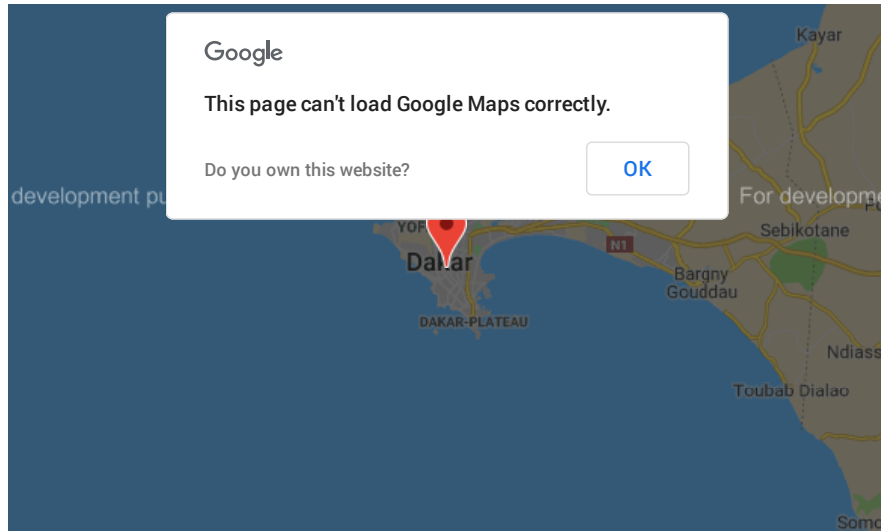 Kayar
Google
This page can't load Google Maps correctly.
Do you own this website?
OK
development pu
For developme
YOF
Sebikotane
N1
Dakar
Bargny
Gouddau
DAKAR-PLATEAU
Ndiass
Toubab Dialao
Somo